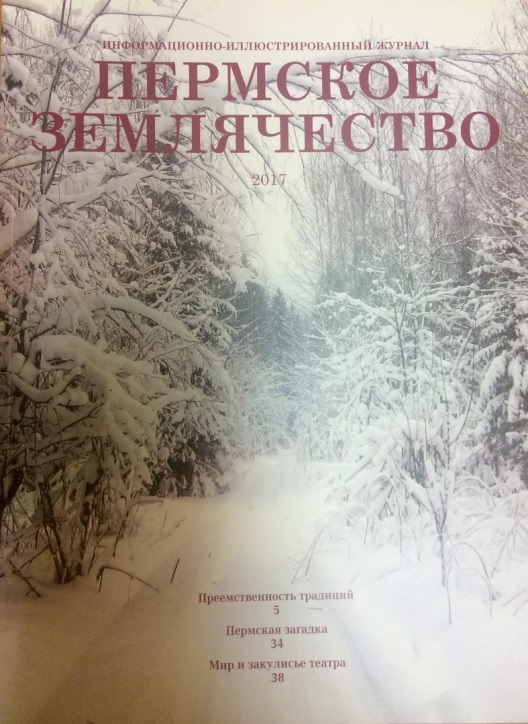 ИНФОРМАЦИОННО-ИЛЛЮСТРИРОВАННЫЙ ЖУРНАЛ
ПЕРМСКОЕ
ЗЕМЛЯЧЕСТВО
2017
Преемственность традиций
5
Пермская загадка
34
Мир и закулисье театра
38